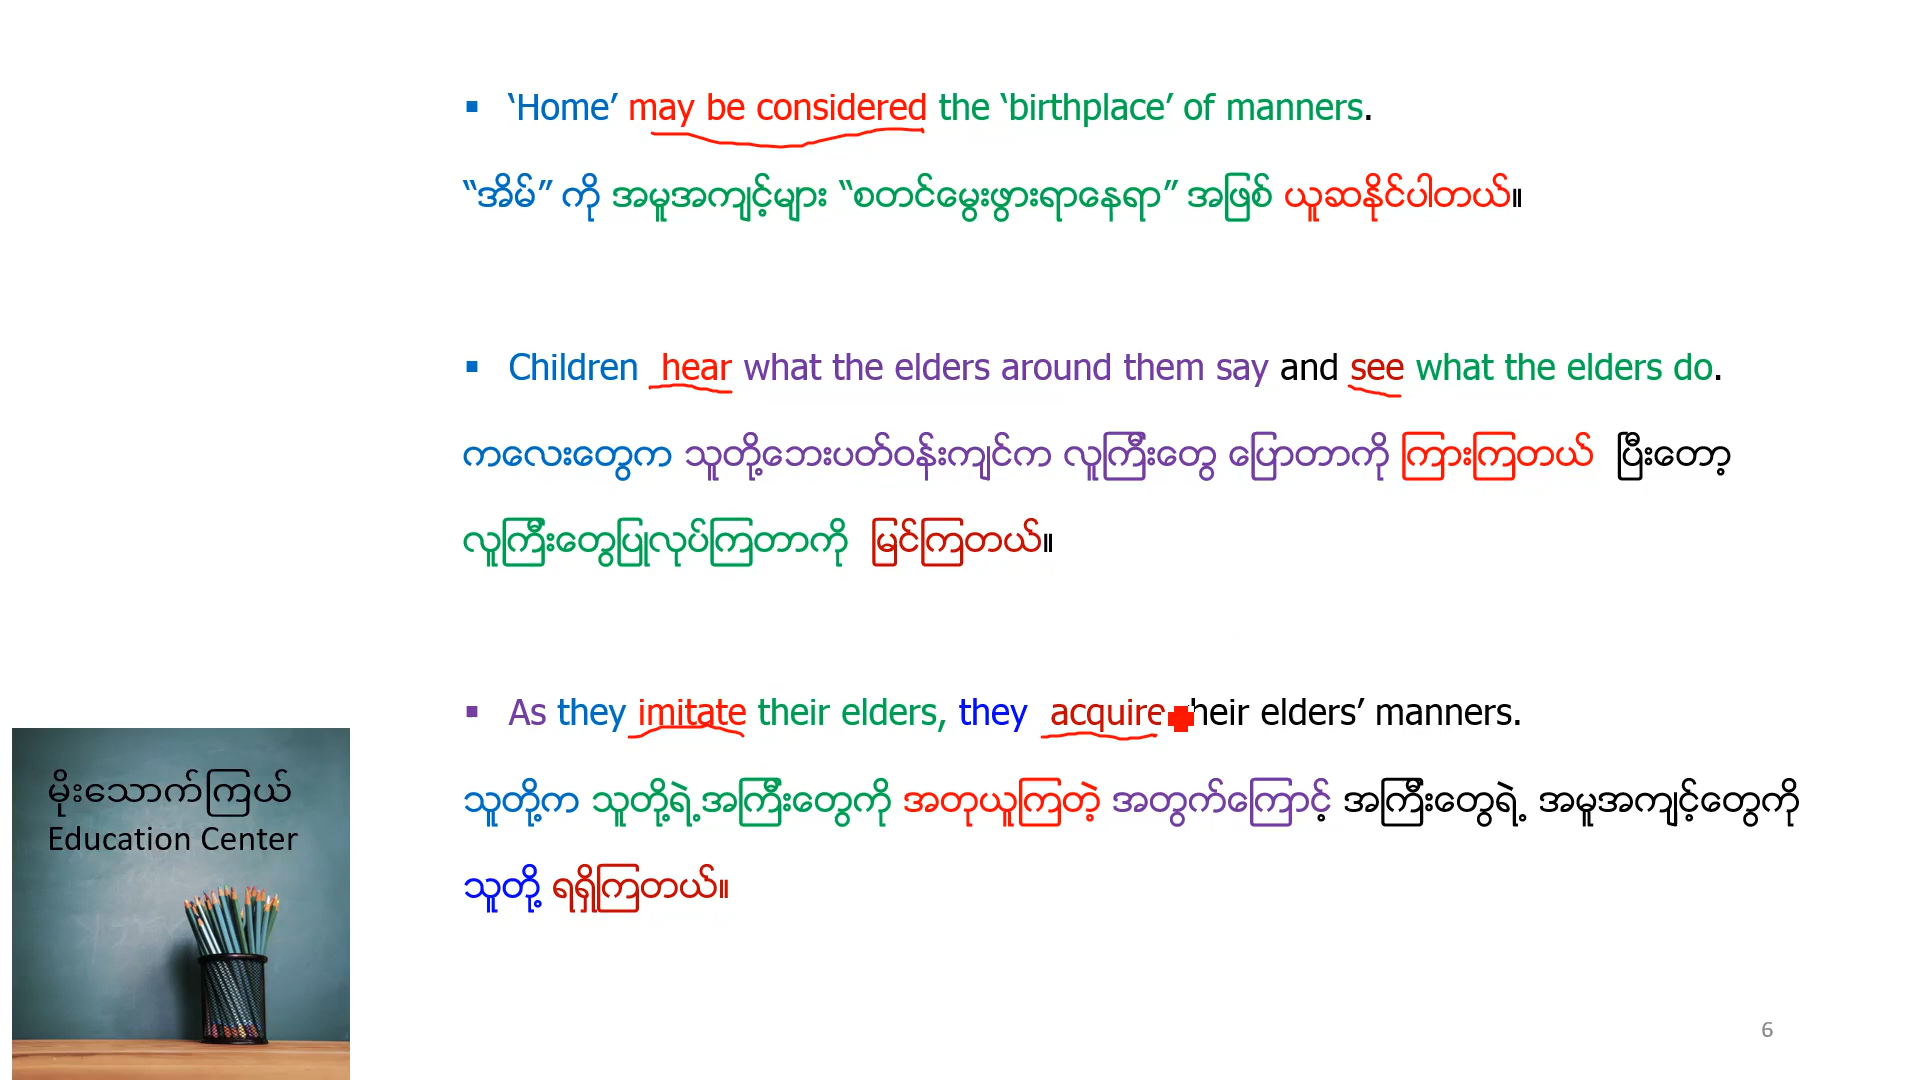 ▪ ‘Home’ may be considered the ‘birthplace’ of manners.
“အိမ်” ကို အမူအကျင့်များ “စတင်မွေးဖွားရာနေရာ” အဖြစ် ယူဆနိုင်ပါတယ်။
▪ Children hear what the elders around them say and see what the elders do.
ကလေးတွေက သူတို့ဘေးပတ်ဝန်းကျင်က လူကြီးတွေ ပြောတာကို ကြားကြတယ် ပြီးတော့
လူကြီးတွေပြုလုပ်ကြတာကို မြင်ကြတယ်။
▪ As they imitate their elders, they acquire their elders’ manners.
သူတို့က သူတို့ရဲ့အကြီးတွေကို အတုယူကြတဲ့ အတွက်ကြောင့် အကြီးတွေရဲ့ အမူအကျင့်တွေကို
သူတို့ ရရှိကြတယ်။
မိုးသောက်ကြယ်
Education Center
6